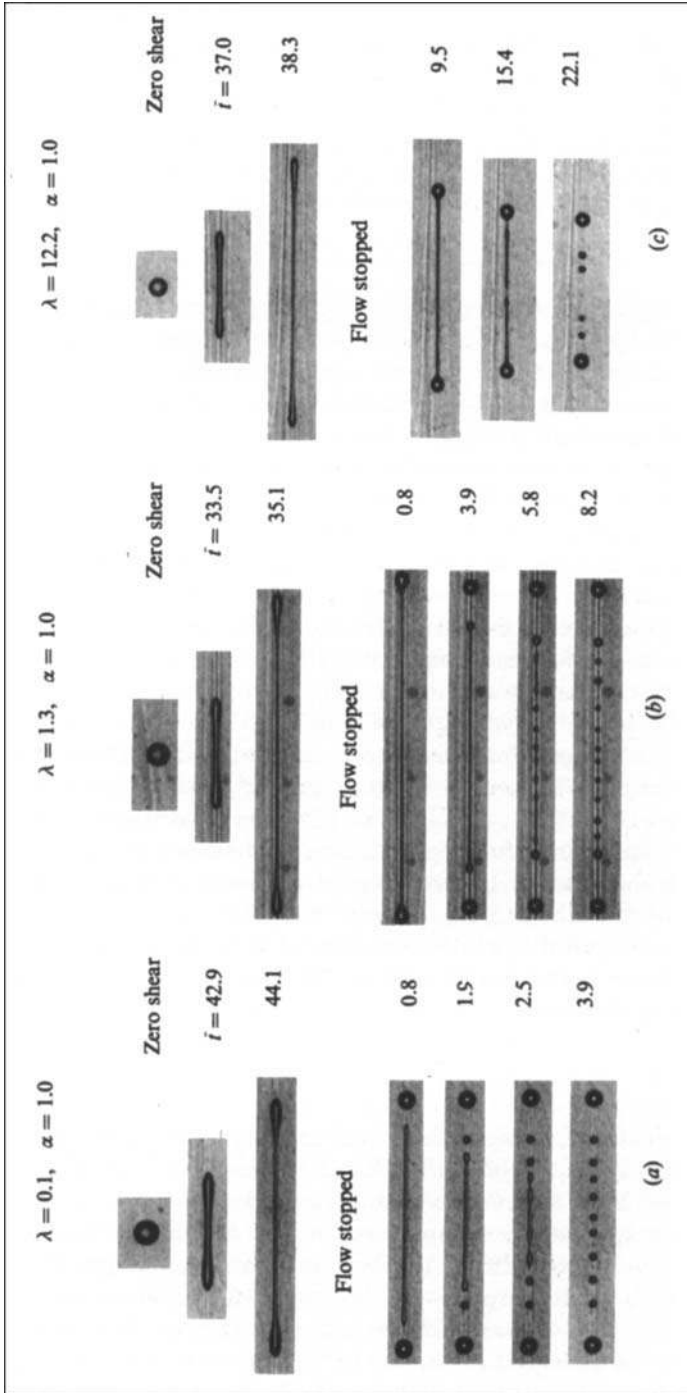 λ = 0.1, α = 1.0
Zero shear
t̄ = 42.9
44.1
Flow stopped
0.8
1.9
2.5
3.9
(a)
λ = 1.3, α = 1.0
Zero shear
t̄ = 33.5
35.1
Flow stopped
0.8
3.9
5.8
8.2
(b)
λ = 12.2, α = 1.0
Zero shear
t̄ = 37.0
38.3
Flow stopped
9.5
15.4
22.1
(c)